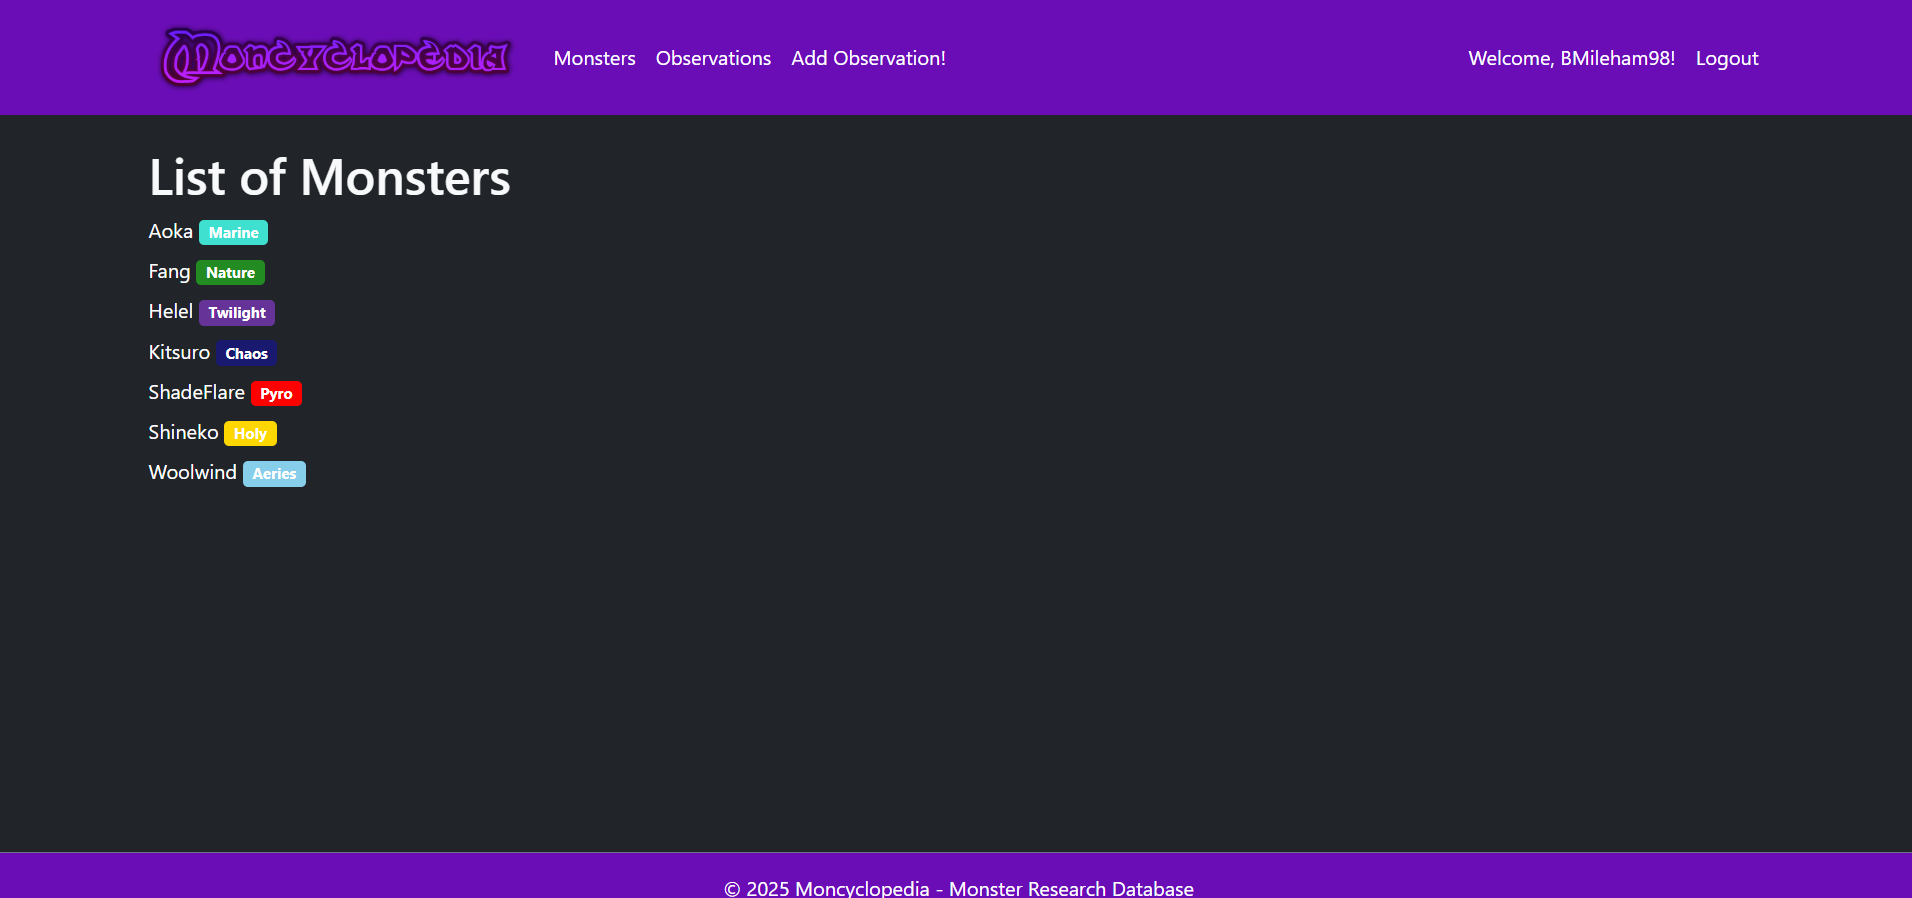 Moncyclopedia Monsters Observations Add Observation! Welcome, BMileham98! Logout
List of Monsters
Aoka Marine
Fang Nature
Helel Twilight
Kitsuro Chaos
ShadeFlare Pyro
Shineko Holy
Woolwind Aeries
© 2025 Moncyclopedia - Monster Research Database